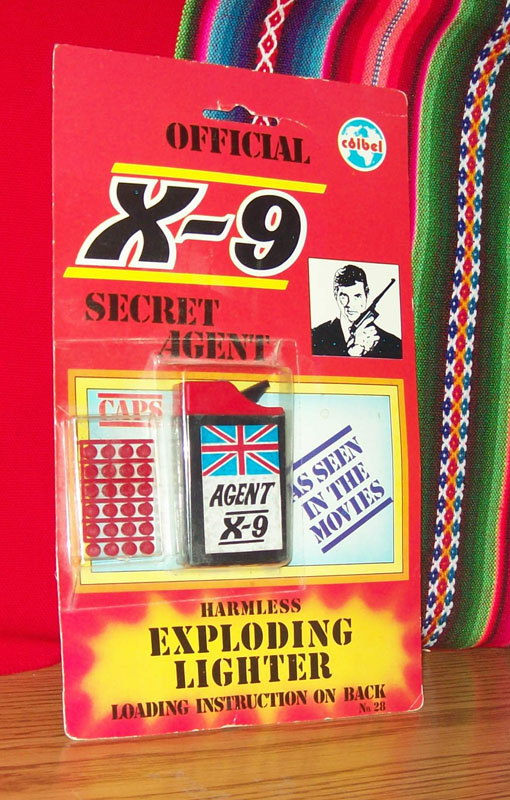 OFFICIAL
côibel
X-9
SECRET
AGENT
CAPS
AGENT
X-9
AS SEEN
IN THE
MOVIES
HARMLESS
EXPLODING
LIGHTER
LOADING INSTRUCTION ON BACK
No. 28